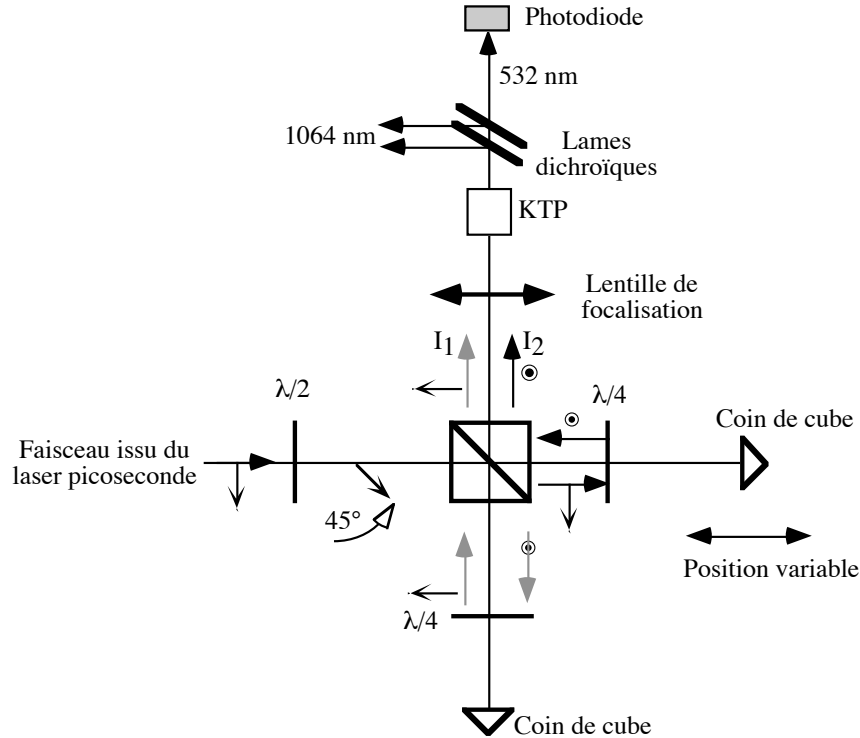 Photodiode
532 nm
1064 nm
Lames
dichroïques
KTP
Lentille de
focalisation
I1
I2
λ/2
λ/4
Coin de cube
Faisceau issu du
laser picoseconde
45°
Position variable
λ/4
Coin de cube